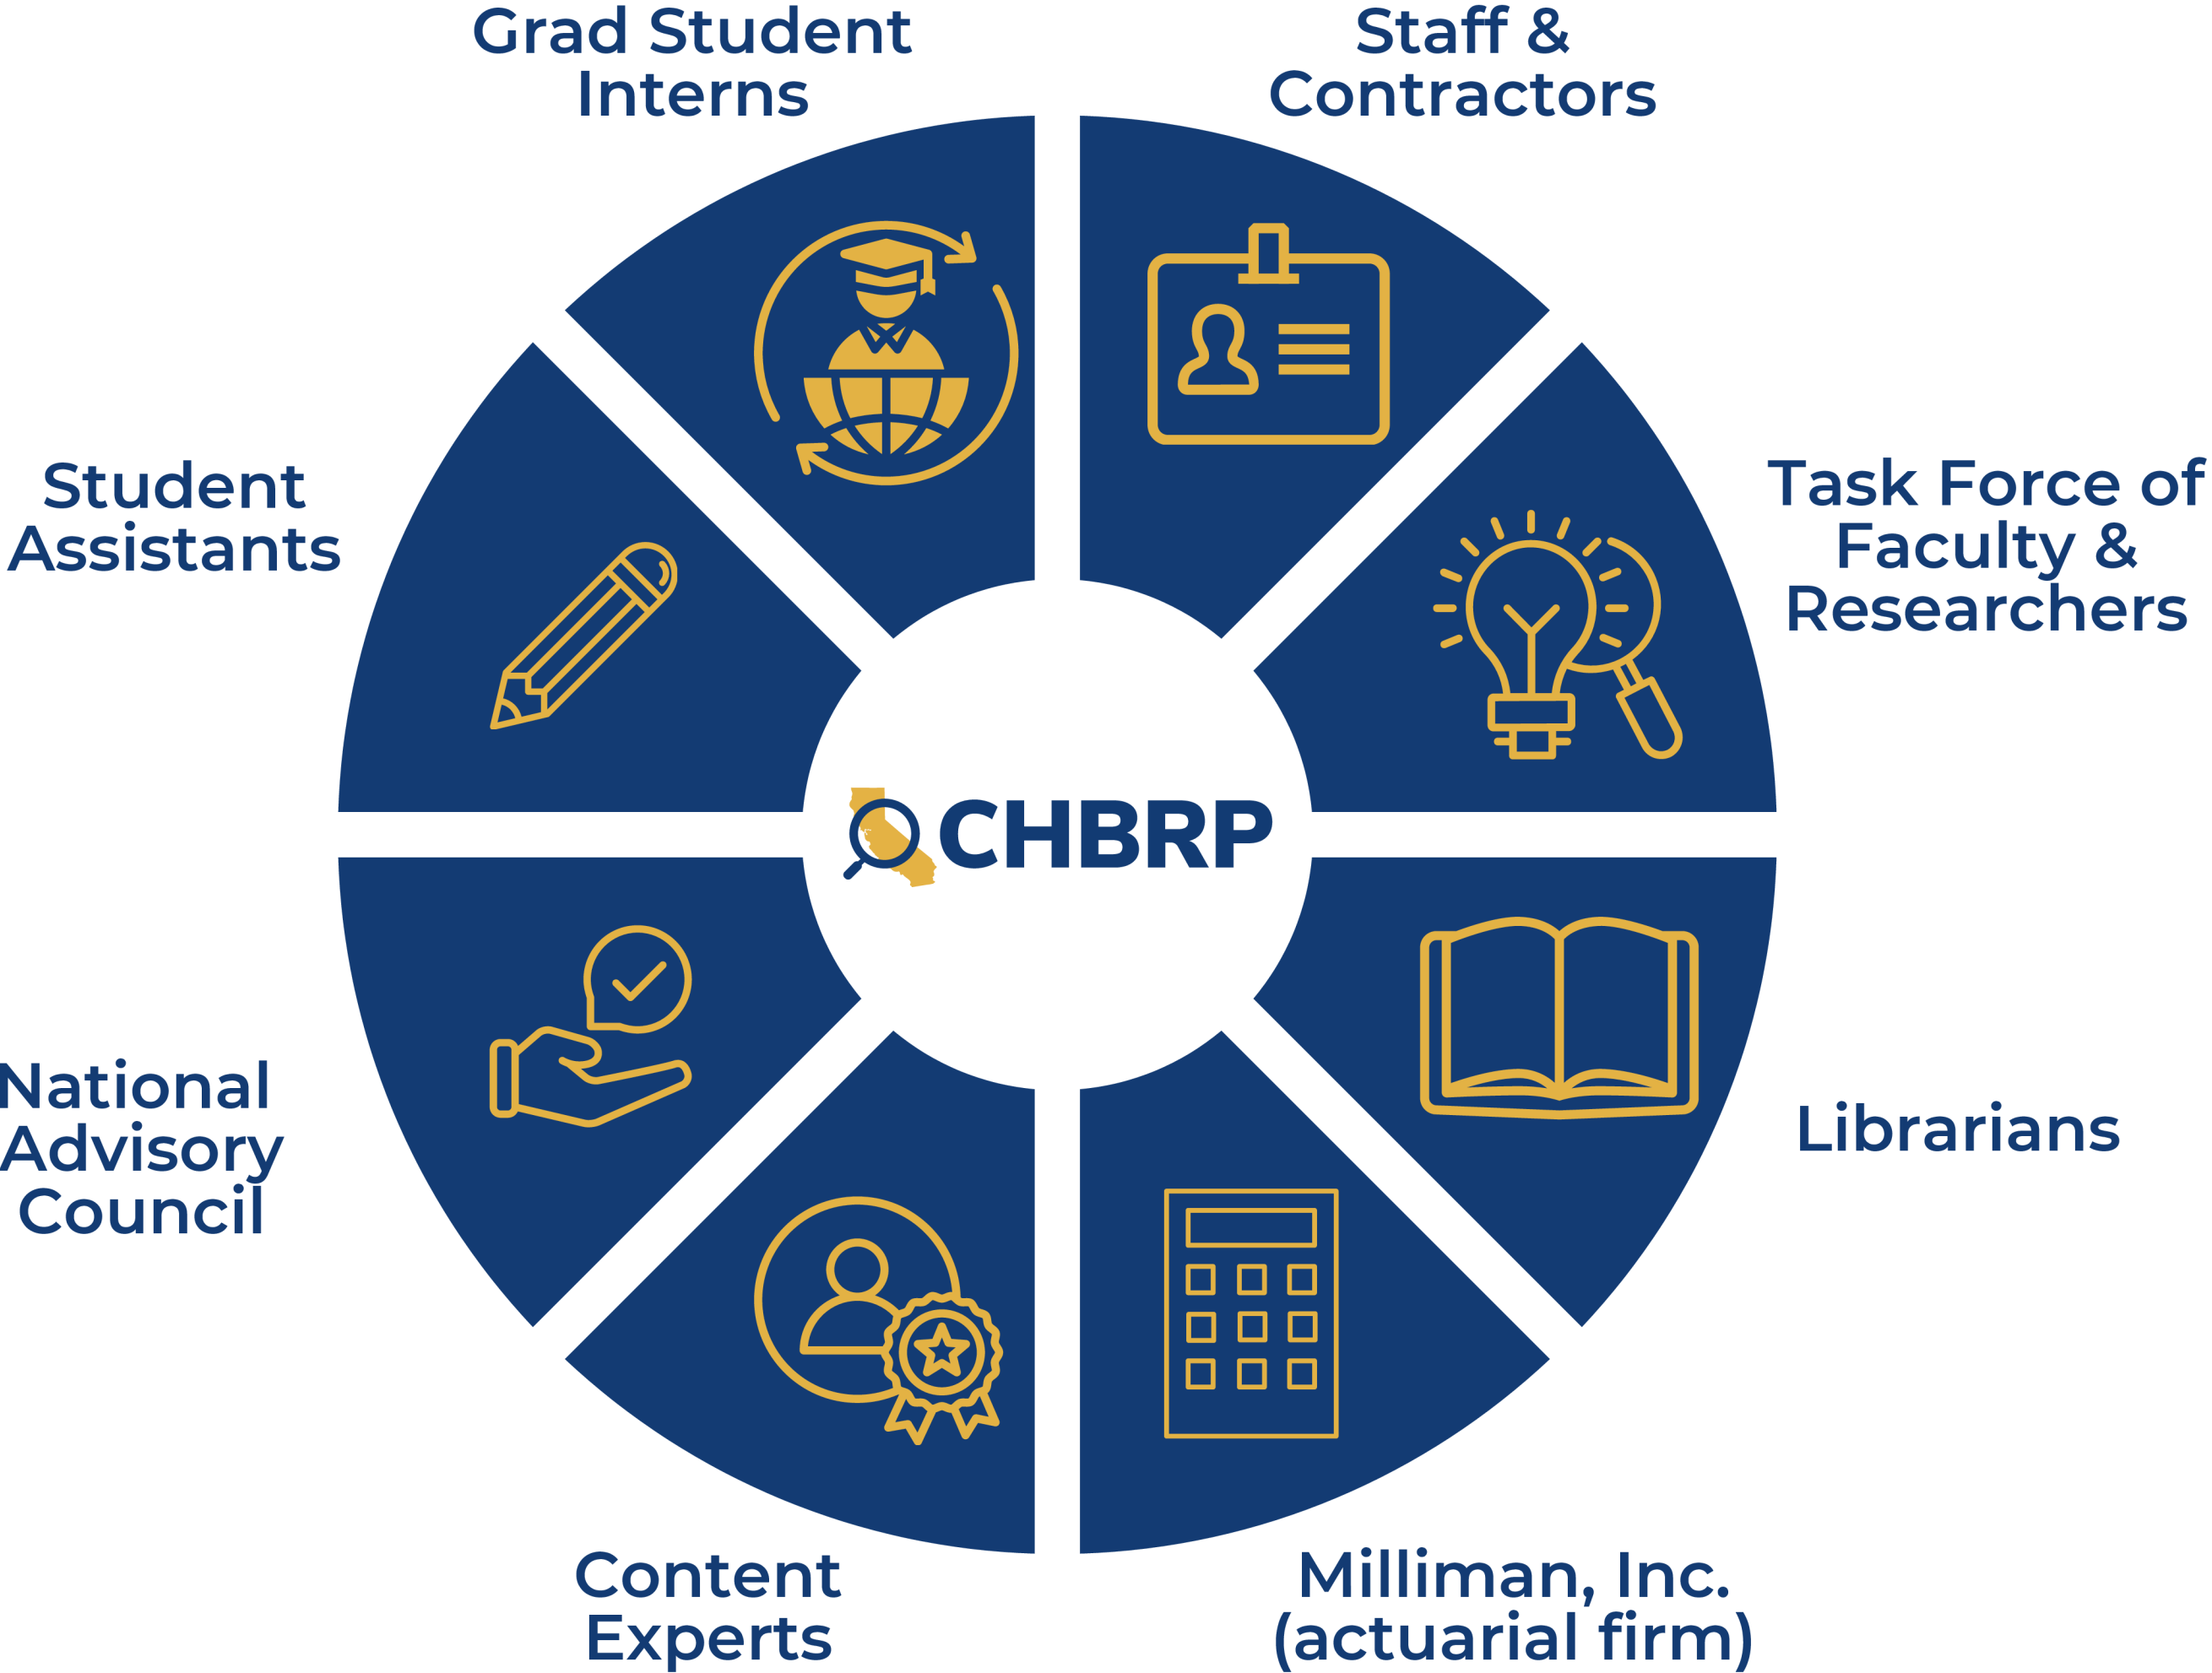 Grad Student
Interns
Staff &
Contractors
Student
Assistants
Task Force of
Faculty &
Researchers
CHBRP
National
Advisory
Council
Librarians
Content
Experts
Milliman, Inc.
(actuarial firm)